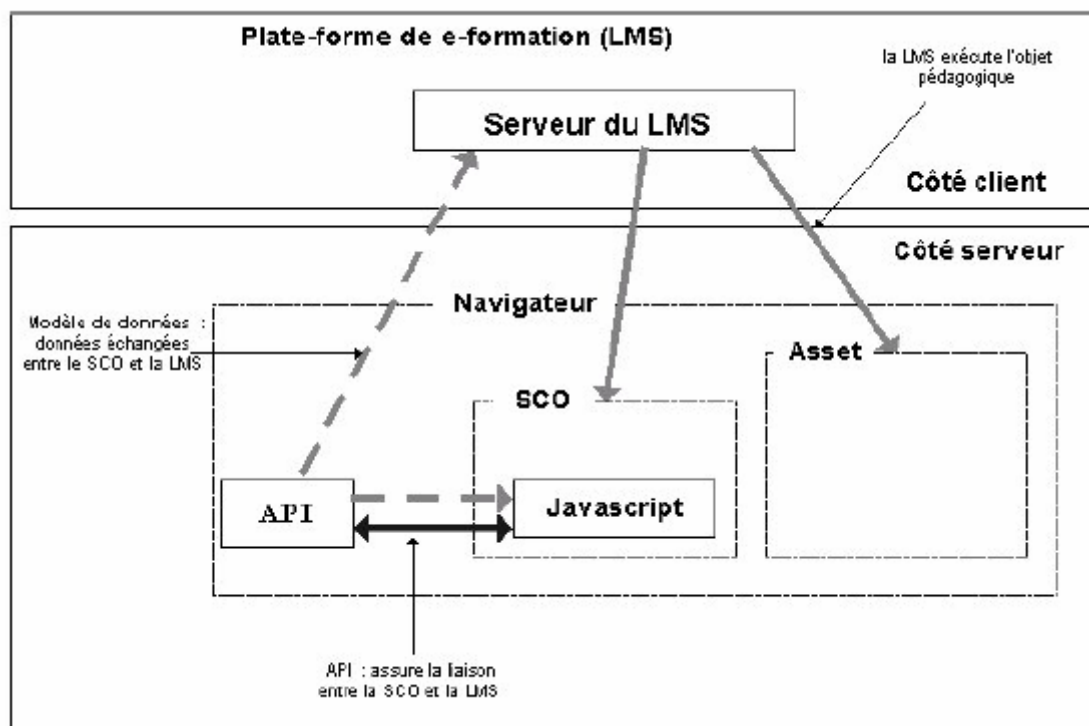 Plate-forme de e-formation (LMS)
la LMS exécute l'objet
pédagogique
Serveur du LMS
Côté client
Côté serveur
Navigateur
Modèle de données :
données échangées
entre le SCO et la LMS
Asset
SCO
API
Javascript
API : assure la liaison
entre la SCO et la LMS